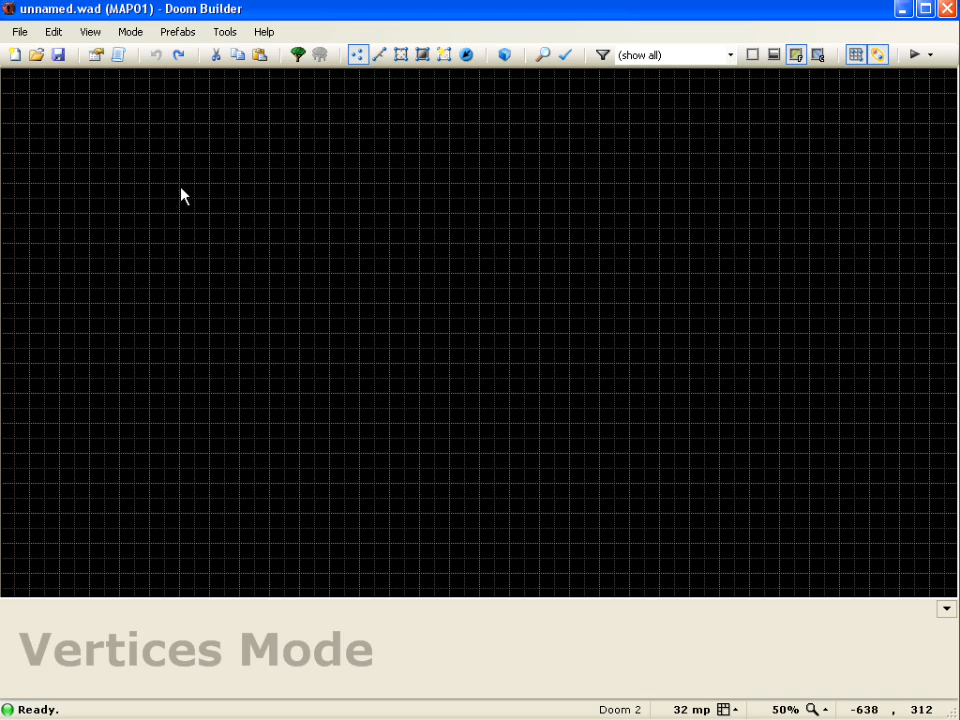 unnamed.wad (MAP01) - Doom Builder
File Edit View Mode Prefabs Tools Help
(show all)
Vertices Mode
Ready. Doom 2 32 mp 50% -638 , 312